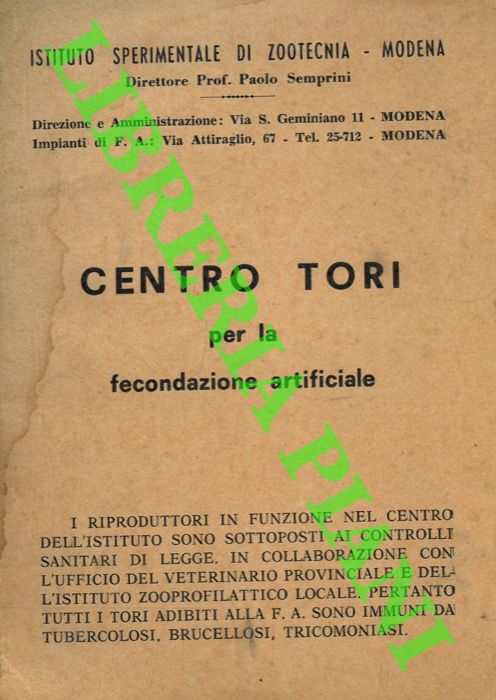 ISTITUTO SPERIMENTALE DI ZOOTECNIA - MODENA
Direttore Prof. Paolo Semprini
Direzione e Amministrazione: Via S. Geminiano 11 - MODENA
Impianti di F. A.: Via Attiraglio, 67 - Tel. 25-712 - MODENA
CENTRO TORI
per la
fecondazione artificiale
I RIPRODUTTORI IN FUNZIONE NEL CENTRO
DELL'ISTITUTO SONO SOTTOPOSTI AI CONTROLLI
SANITARI DI LEGGE, IN COLLABORAZIONE CON
L'UFFICIO DEL VETERINARIO PROVINCIALE E DEL-
L'ISTITUTO ZOOPROFILATTICO LOCALE. PERTANTO
TUTTI I TORI ADIBITI ALLA F. A. SONO IMMUNI DA
TUBERCOLOSI, BRUCELLOSI, TRICOMONIASI.
LIBRERIA PIANI